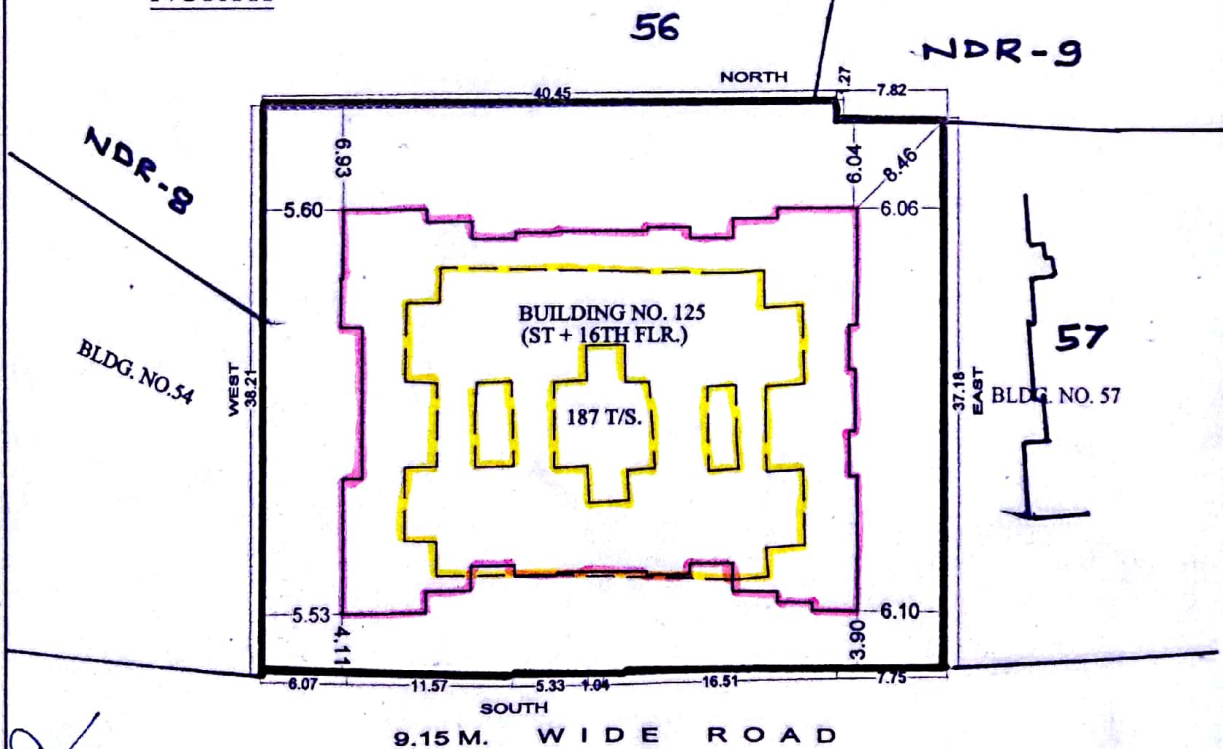 56
NDR-9
NORTH
40.45
.27
7.82
NDR-8
6.93
6.04
8.46
5.60
6.06
BUILDING NO. 125
(ST + 16TH FLR.)
57
BLDG. NO.54
WEST
38.21
187 T/S.
37.18
EAST
BLDG. NO. 57
5.53
4.11
3.90
6.10
6.07
11.57
5.33
1.04
16.51
7.75
SOUTH
9.15 M. WIDE ROAD